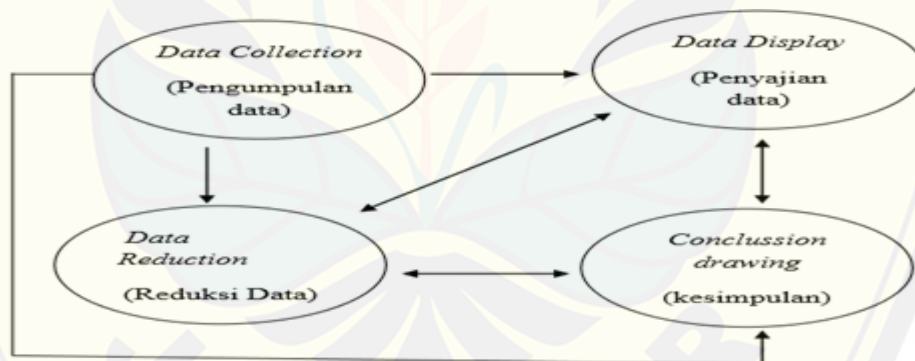 Data Collection
(Pengumpulan
data)
Data Display
(Penyajian
data)
Data
Reduction
(Reduksi Data)
Conclussion
drawing
(kesimpulan)